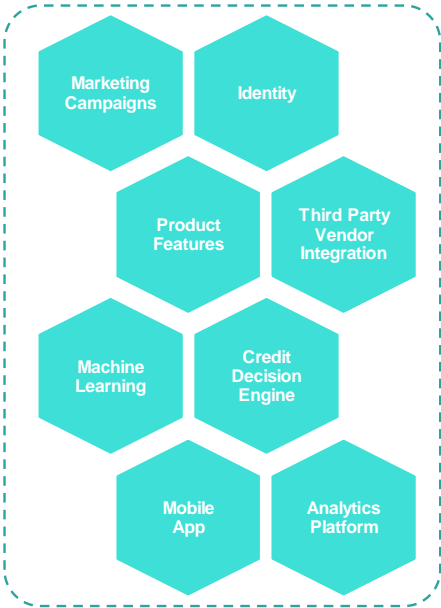 Marketing
Campaigns
Identity
Product
Features
Third Party
Vendor
Integration
Machine
Learning
Credit
Decision
Engine
Mobile
App
Analytics
Platform